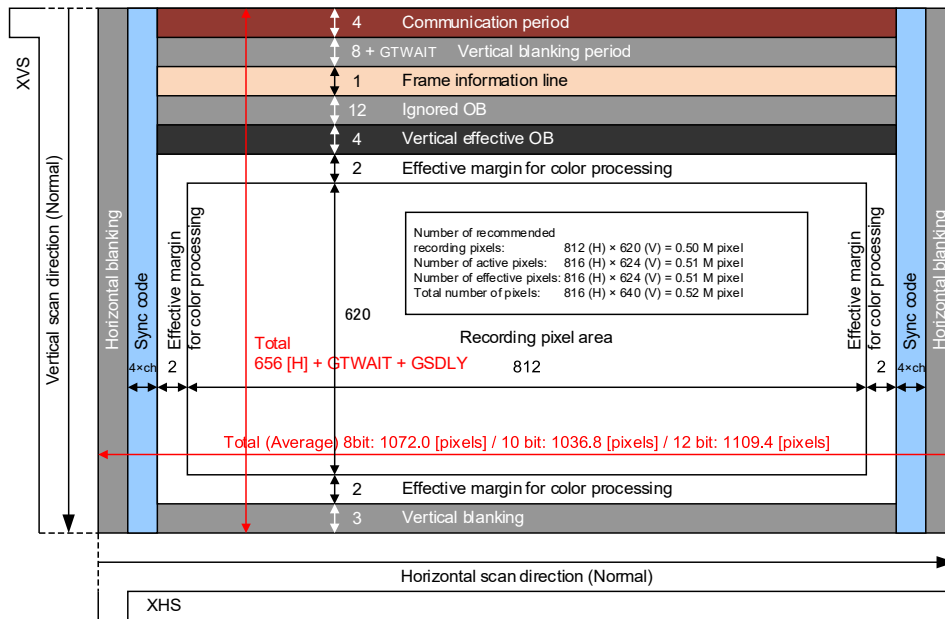 XVS
Vertical scan direction (Normal)
Horizontal blanking
Sync code
4×ch
4 Communication period
8 + GTWAIT Vertical blanking period
1 Frame information line
12 Ignored OB
4 Vertical effective OB
2 Effective margin for color processing
Effective margin
for color processing
2
Number of recommended
recording pixels: 812 (H) × 620 (V) = 0.50 M pixel
Number of active pixels: 816 (H) × 624 (V) = 0.51 M pixel
Number of effective pixels: 816 (H) × 624 (V) = 0.51 M pixel
Total number of pixels: 816 (H) × 640 (V) = 0.52 M pixel
620
Recording pixel area
812
Total
656 [H] + GTWAIT + GSDLY
Effective margin
for color processing
2
Sync code
4×ch
Horizontal blanking
Total (Average) 8bit: 1072.0 [pixels] / 10 bit: 1036.8 [pixels] / 12 bit: 1109.4 [pixels]
2 Effective margin for color processing
3 Vertical blanking
Horizontal scan direction (Normal)
XHS